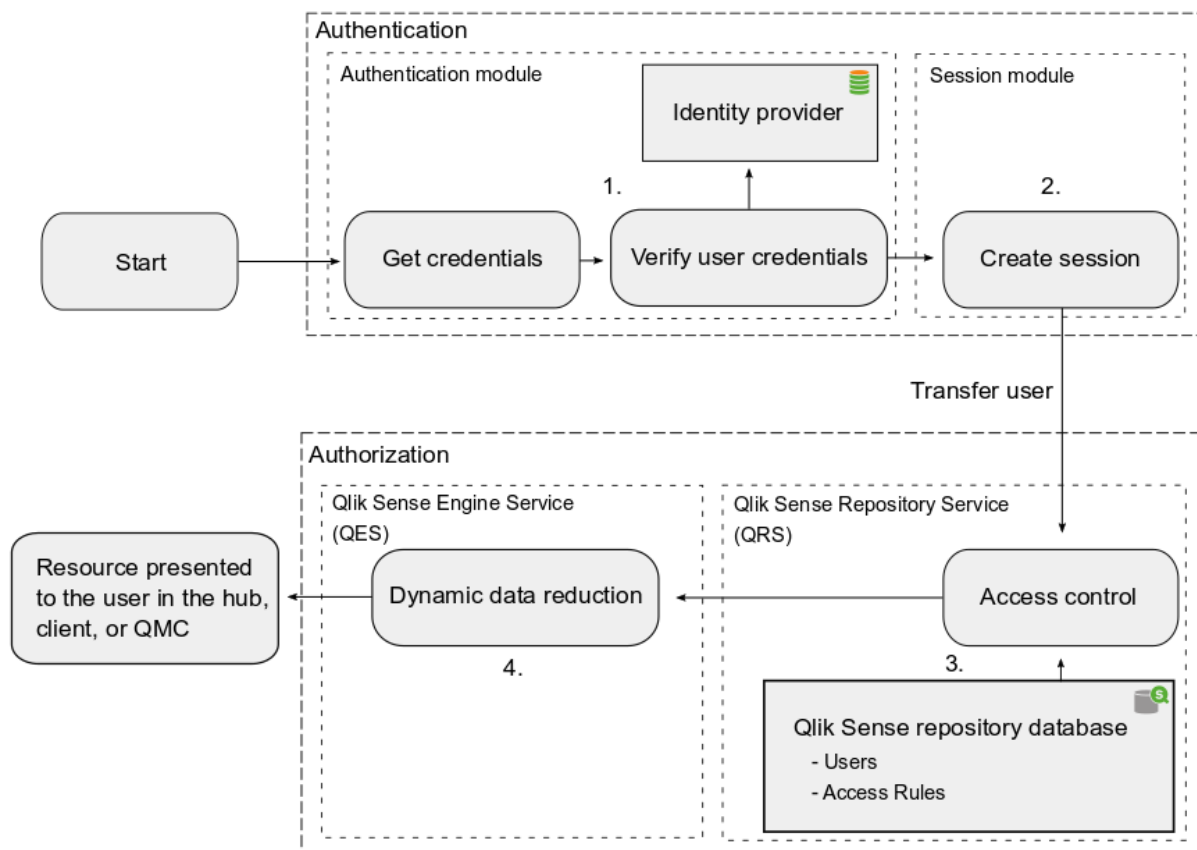 Authentication
Authentication module
Session module
Identity provider
1.
2.
Start
Get credentials
Verify user credentials
Create session
Transfer user
Authorization
Qlik Sense Engine Service
(QES)
Qlik Sense Repository Service
(QRS)
Resource presented
to the user in the hub,
client, or QMC
Dynamic data reduction
Access control
4.
3.
S
Qlik Sense repository database
- Users
- Access Rules